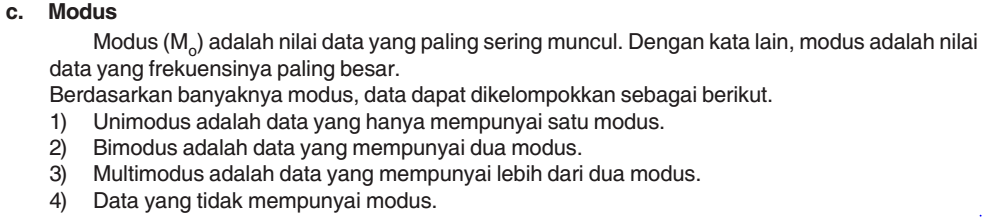 c. Modus
Modus (Mo) adalah nilai data yang paling sering muncul. Dengan kata lain, modus adalah nilai
data yang frekuensinya paling besar.
Berdasarkan banyaknya modus, data dapat dikelompokkan sebagai berikut.
1) Unimodus adalah data yang hanya mempunyai satu modus.
2) Bimodus adalah data yang mempunyai dua modus.
3) Multimodus adalah data yang mempunyai lebih dari dua modus.
4) Data yang tidak mempunyai modus.